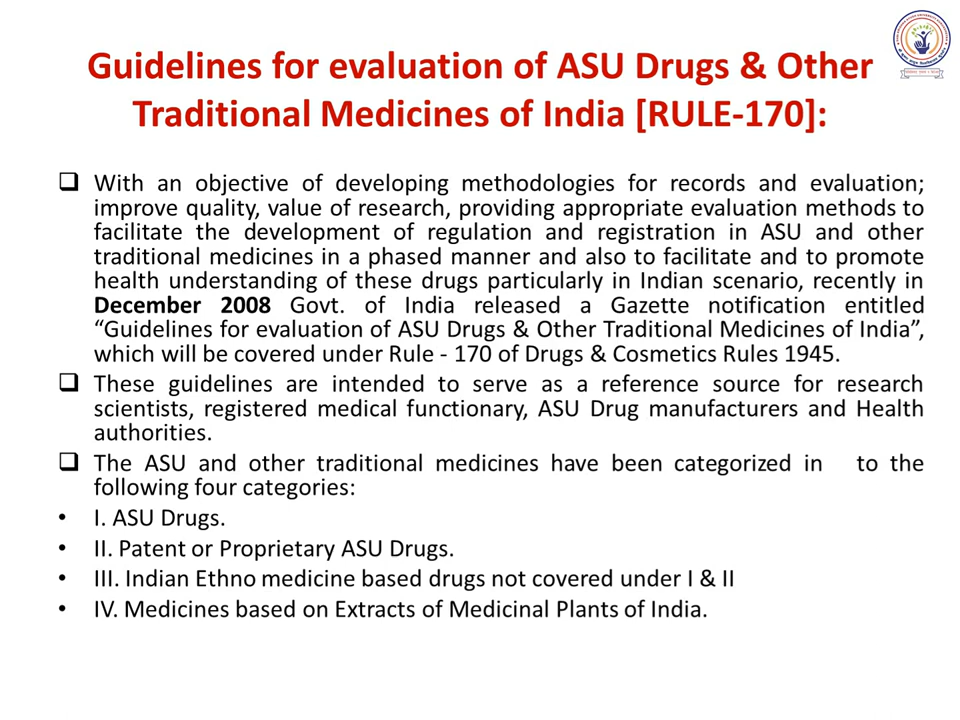 Guidelines for evaluation of ASU Drugs & Other
Traditional Medicines of India [RULE-170]:
With an objective of developing methodologies for records and evaluation;
improve quality, value of research, providing appropriate evaluation methods to
facilitate the development of regulation and registration in ASU and other
traditional medicines in a phased manner and also to facilitate and to promote
health understanding of these drugs particularly in Indian scenario, recently in
December 2008 Govt. of India released a Gazette notification entitled
“Guidelines for evaluation of ASU Drugs & Other Traditional Medicines of India”,
which will be covered under Rule - 170 of Drugs & Cosmetics Rules 1945.
These guidelines are intended to serve as a reference source for research
scientists, registered medical functionary, ASU Drug manufacturers and Health
authorities.
The ASU and other traditional medicines have been categorized in to the
following four categories:
• I. ASU Drugs.
• II. Patent or Proprietary ASU Drugs.
• III. Indian Ethno medicine based drugs not covered under I & II
• IV. Medicines based on Extracts of Medicinal Plants of India.